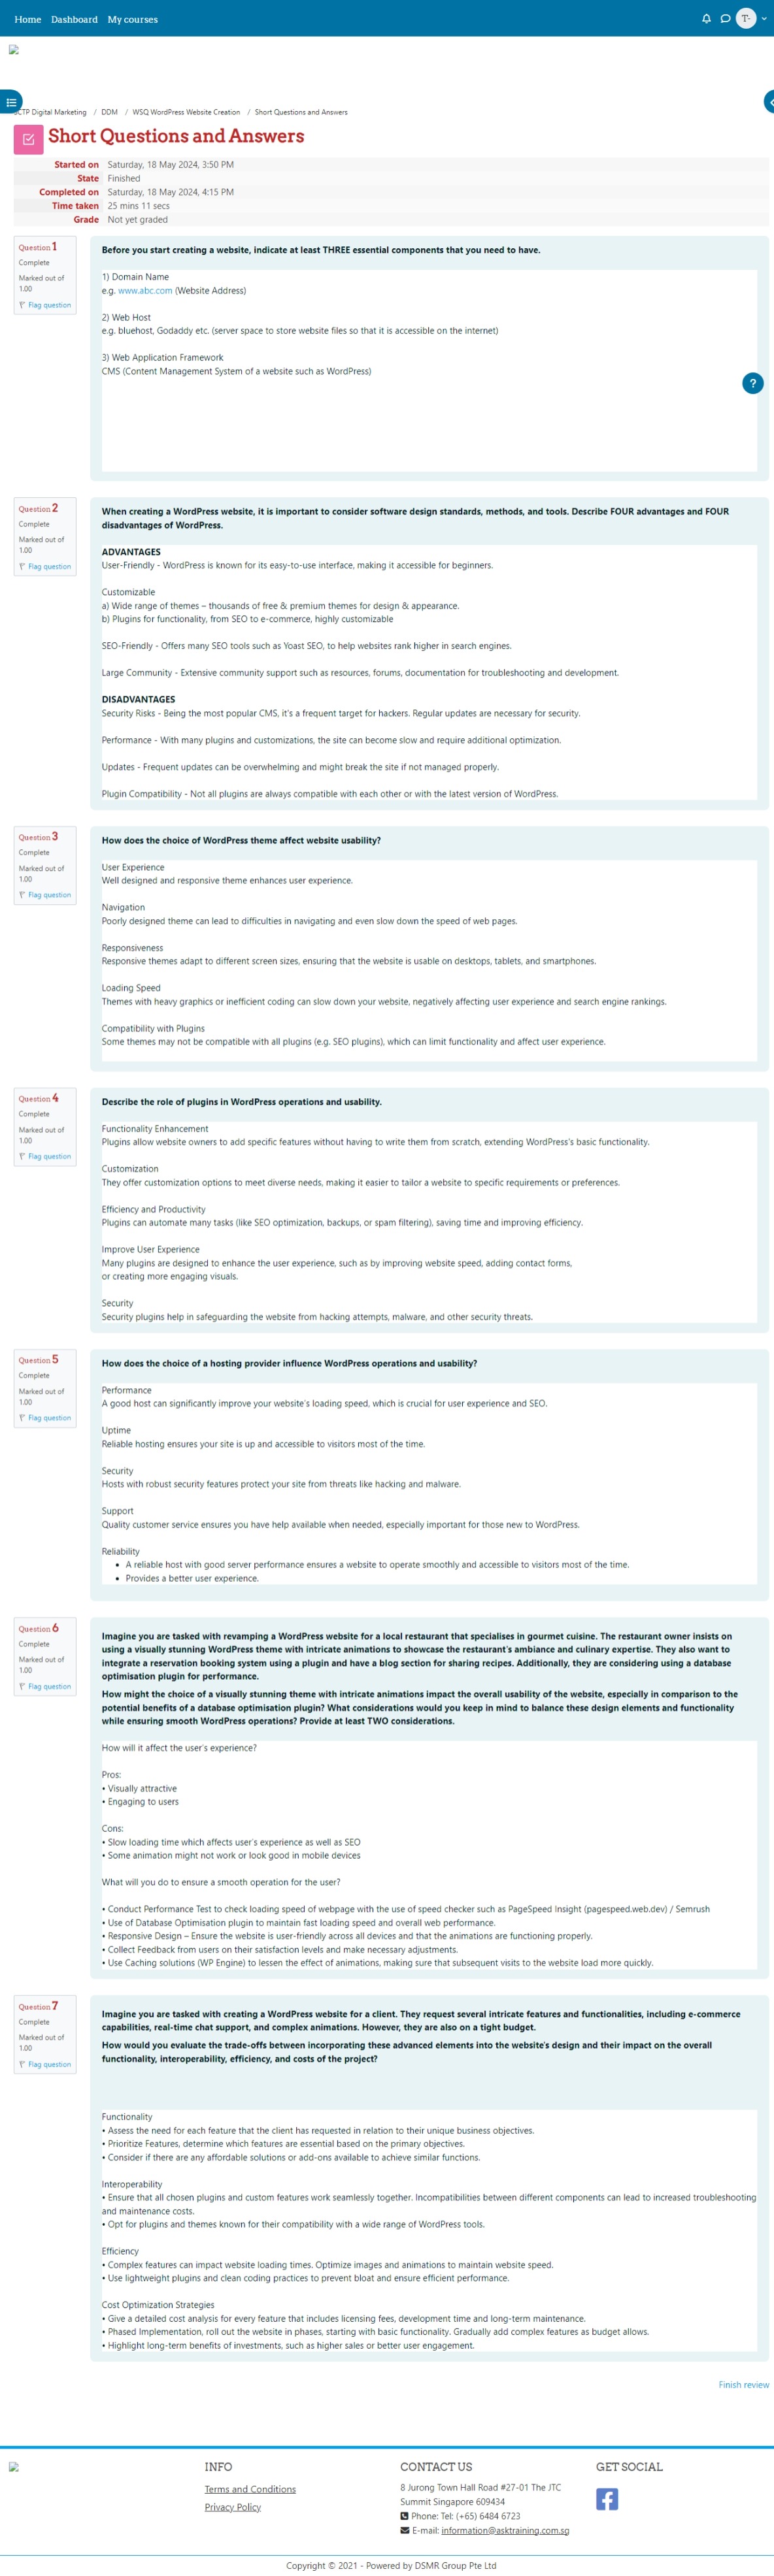 Home Dashboard My courses
T-
SCTP Digital Marketing / DDM / WSQ WordPress Website Creation / Short Questions and Answers
Short Questions and Answers
Started on Saturday, 18 May 2024, 3:50 PM
State Finished
Completed on Saturday, 18 May 2024, 4:15 PM
Time taken 25 mins 11 secs
Grade Not yet graded
Question 1
Complete
Marked out of
1.00
Flag question
Before you start creating a website, indicate at least THREE essential components that you need to have.
1) Domain Name
e.g. www.abc.com (Website Address)
2) Web Host
e.g. bluehost, Godaddy etc. (server space to store website files so that it is accessible on the internet)
3) Web Application Framework
CMS (Content Management System of a website such as WordPress)
?
Question 2
Complete
Marked out of
1.00
Flag question
When creating a WordPress website, it is important to consider software design standards, methods, and tools. Describe FOUR advantages and FOUR
disadvantages of WordPress.
ADVANTAGES
User-Friendly - WordPress is known for its easy-to-use interface, making it accessible for beginners.
Customizable
a) Wide range of themes – thousands of free & premium themes for design & appearance.
b) Plugins for functionality, from SEO to e-commerce, highly customizable
SEO-Friendly - Offers many SEO tools such as Yoast SEO, to help websites rank higher in search engines.
Large Community - Extensive community support such as resources, forums, documentation for troubleshooting and development.
DISADVANTAGES
Security Risks - Being the most popular CMS, it's a frequent target for hackers. Regular updates are necessary for security.
Performance - With many plugins and customizations, the site can become slow and require additional optimization.
Updates - Frequent updates can be overwhelming and might break the site if not managed properly.
Plugin Compatibility - Not all plugins are always compatible with each other or with the latest version of WordPress.
Question 3
Complete
Marked out of
1.00
Flag question
How does the choice of WordPress theme affect website usability?
User Experience
Well designed and responsive theme enhances user experience.
Navigation
Poorly designed theme can lead to difficulties in navigating and even slow down the speed of web pages.
Responsiveness
Responsive themes adapt to different screen sizes, ensuring that the website is usable on desktops, tablets, and smartphones.
Loading Speed
Themes with heavy graphics or inefficient coding can slow down your website, negatively affecting user experience and search engine rankings.
Compatibility with Plugins
Some themes may not be compatible with all plugins (e.g. SEO plugins), which can limit functionality and affect user experience.
Question 4
Complete
Marked out of
1.00
Flag question
Describe the role of plugins in WordPress operations and usability.
Functionality Enhancement
Plugins allow website owners to add specific features without having to write them from scratch, extending WordPress's basic functionality.
Customization
They offer customization options to meet diverse needs, making it easier to tailor a website to specific requirements or preferences.
Efficiency and Productivity
Plugins can automate many tasks (like SEO optimization, backups, or spam filtering), saving time and improving efficiency.
Improve User Experience
Many plugins are designed to enhance the user experience, such as by improving website speed, adding contact forms,
or creating more engaging visuals.
Security
Security plugins help in safeguarding the website from hacking attempts, malware, and other security threats.
Question 5
Complete
Marked out of
1.00
Flag question
How does the choice of a hosting provider influence WordPress operations and usability?
Performance
A good host can significantly improve your website's loading speed, which is crucial for user experience and SEO.
Uptime
Reliable hosting ensures your site is up and accessible to visitors most of the time.
Security
Hosts with robust security features protect your site from threats like hacking and malware.
Support
Quality customer service ensures you have help available when needed, especially important for those new to WordPress.
Reliability
• A reliable host with good server performance ensures a website to operate smoothly and accessible to visitors most of the time.
• Provides a better user experience.
Question 6
Complete
Marked out of
1.00
Flag question
Imagine you are tasked with revamping a WordPress website for a local restaurant that specialises in gourmet cuisine. The restaurant owner insists on
using a visually stunning WordPress theme with intricate animations to showcase the restaurant's ambiance and culinary expertise. They also want to
integrate a reservation booking system using a plugin and have a blog section for sharing recipes. Additionally, they are considering using a database
optimisation plugin for performance.
How might the choice of a visually stunning theme with intricate animations impact the overall usability of the website, especially in comparison to the
potential benefits of a database optimisation plugin? What considerations would you keep in mind to balance these design elements and functionality
while ensuring smooth WordPress operations? Provide at least TWO considerations.
How will it affect the user's experience?
Pros:
• Visually attractive
• Engaging to users
Cons:
• Slow loading time which affects user's experience as well as SEO
• Some animation might not work or look good in mobile devices
What will you do to ensure a smooth operation for the user?
• Conduct Performance Test to check loading speed of webpage with the use of speed checker such as PageSpeed Insight (pagespeed.web.dev) / Semrush
• Use of Database Optimisation plugin to maintain fast loading speed and overall web performance.
• Responsive Design – Ensure the website is user-friendly across all devices and that the animations are functioning properly.
• Collect Feedback from users on their satisfaction levels and make necessary adjustments.
• Use Caching solutions (WP Engine) to lessen the effect of animations, making sure that subsequent visits to the website load more quickly.
Question 7
Complete
Marked out of
1.00
Flag question
Imagine you are tasked with creating a WordPress website for a client. They request several intricate features and functionalities, including e-commerce
capabilities, real-time chat support, and complex animations. However, they are also on a tight budget.
How would you evaluate the trade-offs between incorporating these advanced elements into the website's design and their impact on the overall
functionality, interoperability, efficiency, and costs of the project?
Functionality
• Assess the need for each feature that the client has requested in relation to their unique business objectives.
• Prioritize Features, determine which features are essential based on the primary objectives.
• Consider if there are any affordable solutions or add-ons available to achieve similar functions.
Interoperability
• Ensure that all chosen plugins and custom features work seamlessly together. Incompatibilities between different components can lead to increased troubleshooting
and maintenance costs.
• Opt for plugins and themes known for their compatibility with a wide range of WordPress tools.
Efficiency
• Complex features can impact website loading times. Optimize images and animations to maintain website speed.
• Use lightweight plugins and clean coding practices to prevent bloat and ensure efficient performance.
Cost Optimization Strategies
• Give a detailed cost analysis for every feature that includes licensing fees, development time and long-term maintenance.
• Phased Implementation, roll out the website in phases, starting with basic functionality. Gradually add complex features as budget allows.
• Highlight long-term benefits of investments, such as higher sales or better user engagement.
Finish review
INFO
Terms and Conditions
Privacy Policy
CONTACT US
8 Jurong Town Hall Road #27-01 The JTC
Summit Singapore 609434
Phone: Tel: (+65) 6484 6723
E-mail: information@asktraining.com.sg
GET SOCIAL
Copyright © 2021 - Powered by DSMR Group Pte Ltd